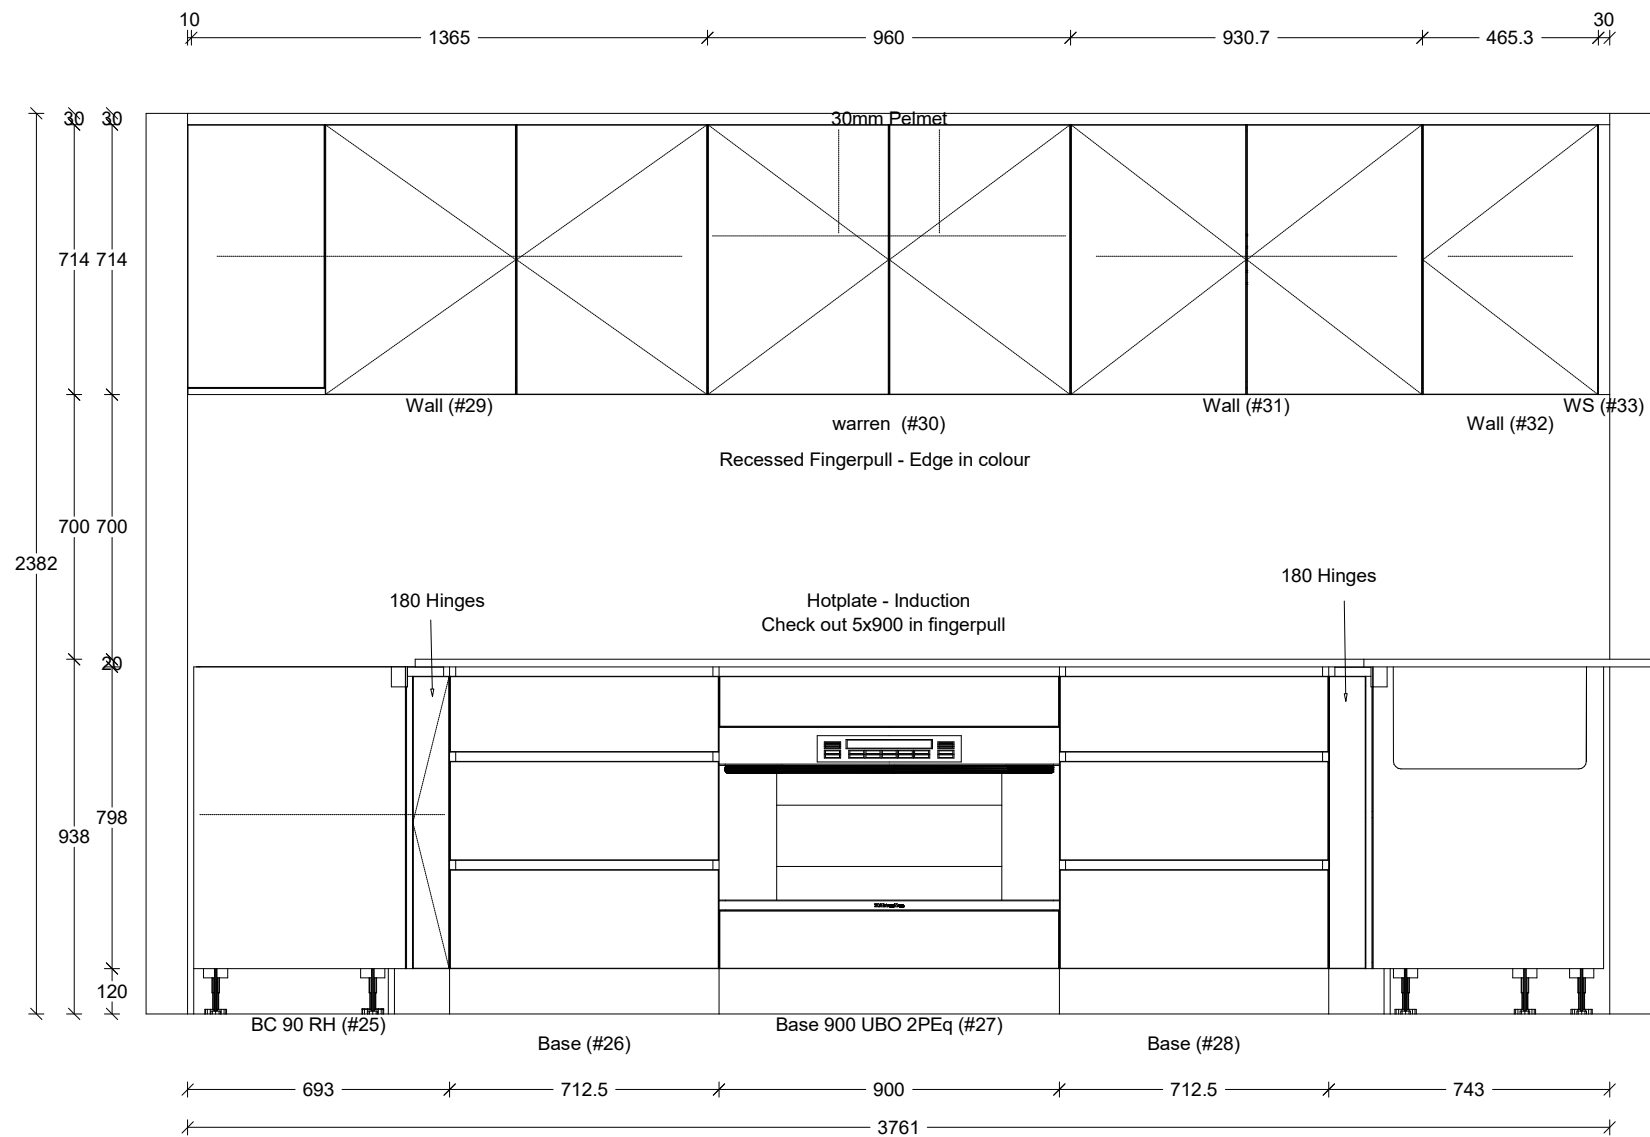 10
30
1365
960
930.7
465.3
30
30
30mm Pelmet
714
714
Wall (#29)
Wall (#31)
WS (#33)
warren (#30)
Wall (#32)
Recessed Fingerpull - Edge in colour
700
700
2382
180 Hinges
180 Hinges
Hotplate - Induction
Check out 5x900 in fingerpull
20
798
938
120
BC 90 RH (#25)
Base 900 UBO 2PEq (#27)
Base (#26)
Base (#28)
693
712.5
900
712.5
743
3761